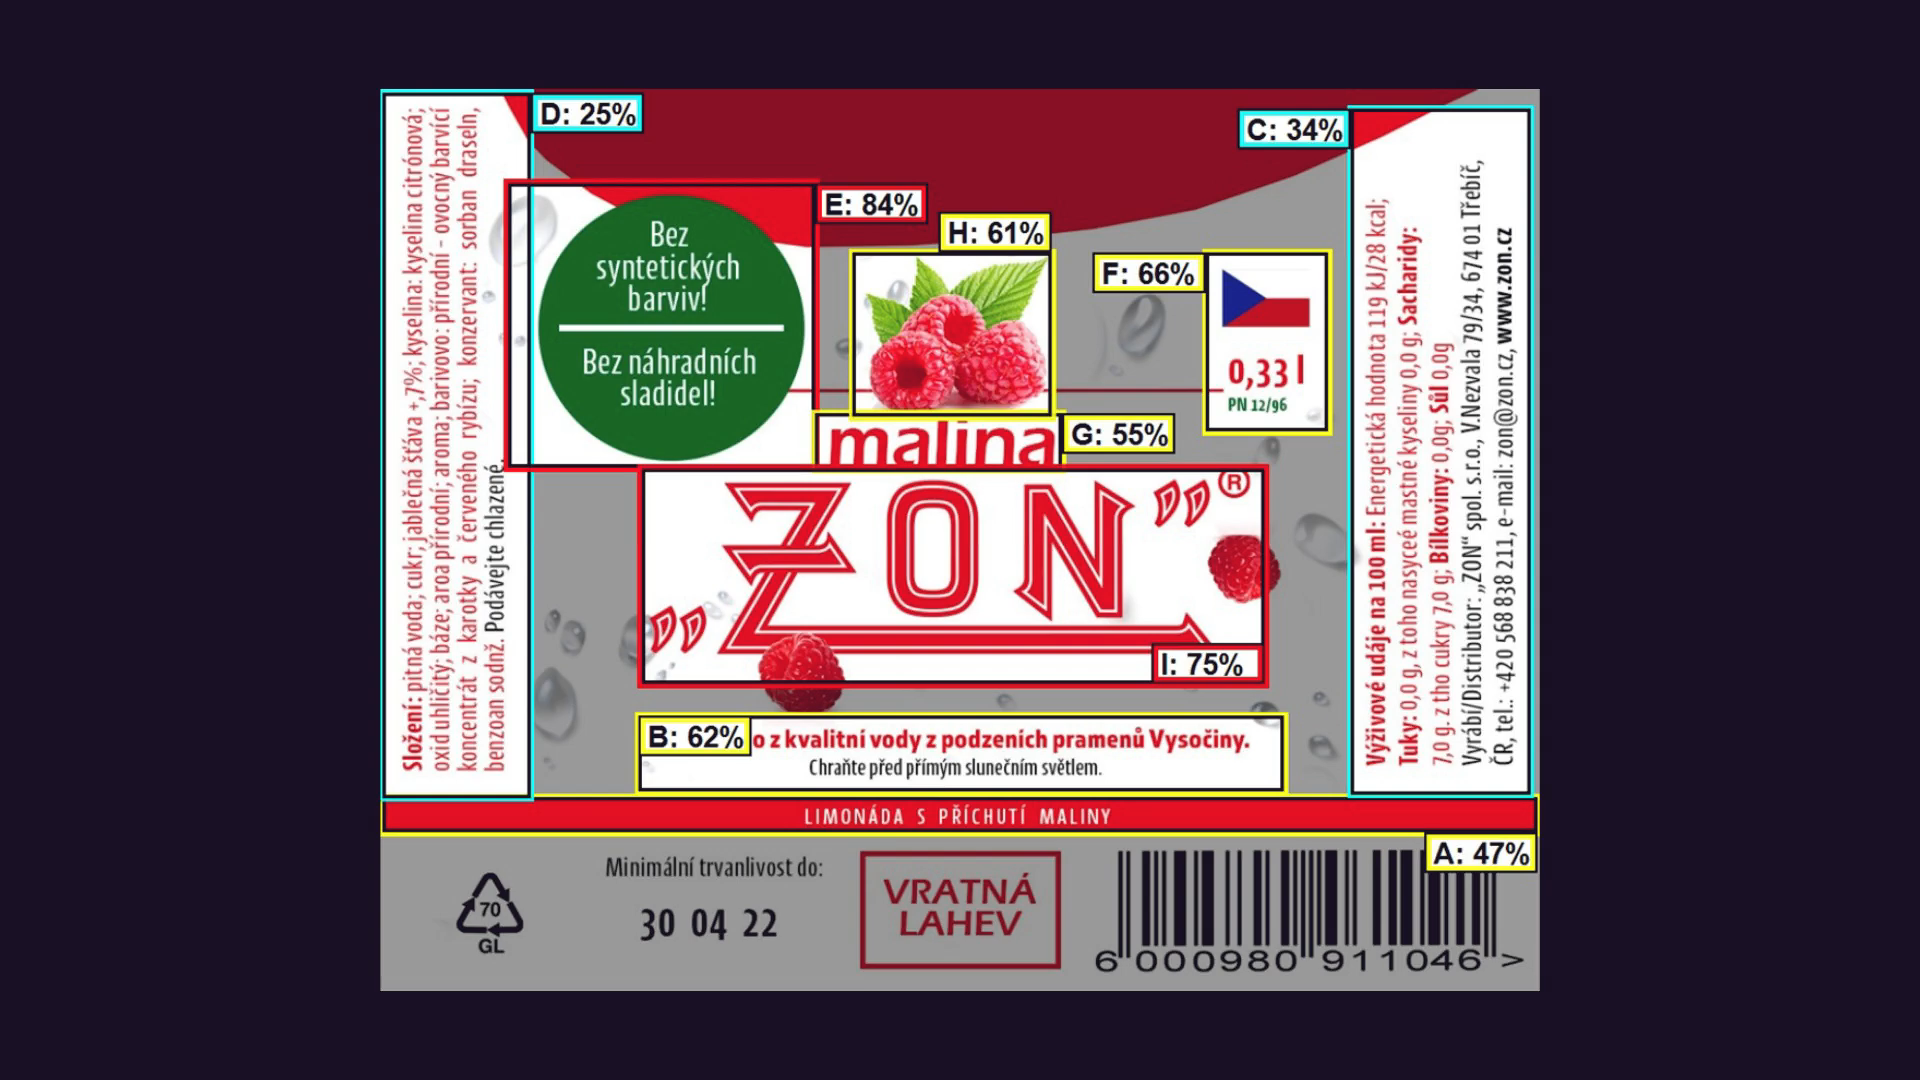 Složení: pitná voda; cukr; jablečná šťáva +,7%; kyselina: kyselina citrónová;
oxid uhličitý; báze; aroa přírodní; aroma; barivovo: přírodní - ovocný barvící
koncentrát z karotky a červeného rybízu; konzervant: sorban draseln,
benzoan sodnž. Podávejte chlazené.
D: 25%
C: 34%
Bez
syntetických
barviv!
Bez náhradních
sladidel!
E: 84%
H: 61%
F: 66%
0,33 l
PN 12/96
malina
G: 55%
„ZON”®
I: 75%
B: 62%
o z kvalitní vody z podzeních pramenů Vysočiny.
Chraňte před přímým slunečním světlem.
Výživové udáje na 100 ml: Energetická hodnota 119 kJ/28 kcal;
Tuky: 0,0 g, z toho nasyceé mastné kyseliny 0,0 g; Sacharidy:
7,0 g. z tho cukry 7,0 g; Bílkoviny: 0,0g; Sůl 0,0g
Vyrábí/Distributor: „ZON“ spol. s.r.o., V.Nezvala 79/34, 674 01 Třebíč,
ČR, tel.: +420 568 838 211, e-mail: zon@zon.cz, www.zon.cz
LIMONÁDA S PŘÍCHUTÍ MALINY
A: 47%
70
GL
Minimální trvanlivost do:
30 04 22
VRATNÁ
LAHEV
6 000980 911046 >